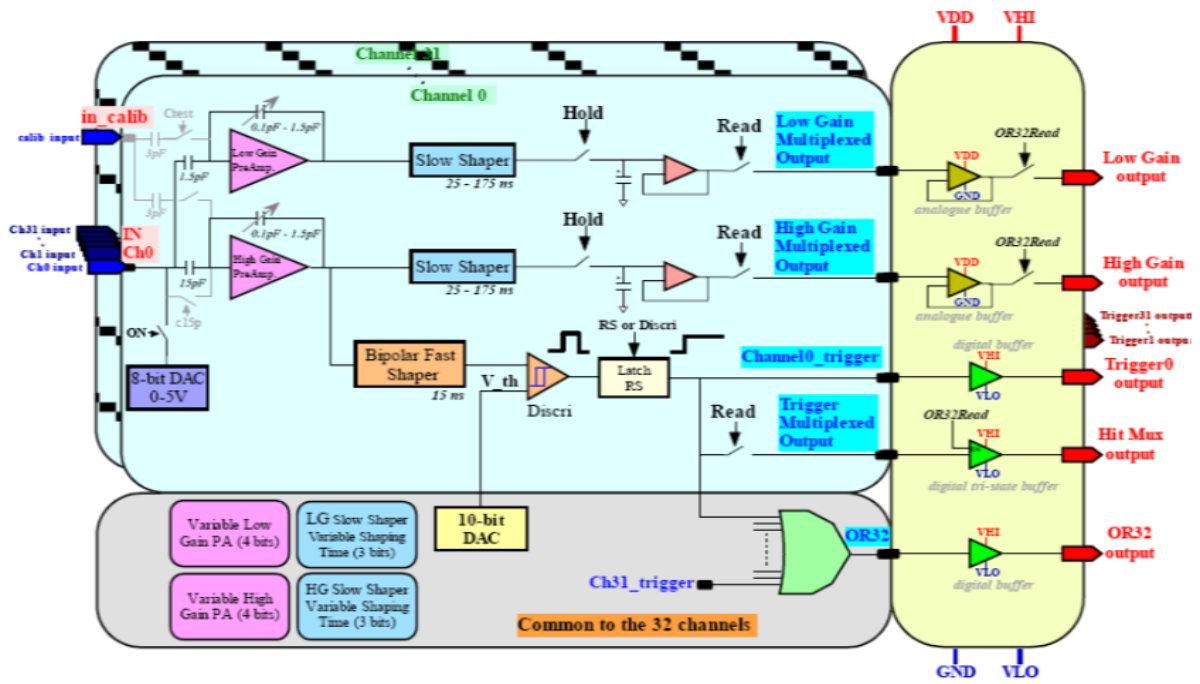 VDD
VHI
Channel 31
Channel 0
in_calib
calib input
Ctest
3pF
1.5pF
0.1pF - 1.5pF
Low Gain
PreAmp.
Slow Shaper
25 - 175 ns
Hold
Read
Low Gain
Multiplexed
Output
OR32Read
VDD
GND
analogue buffer
Low Gain
output
3pF
Ch31 input
Ch1 input
Ch0 input
IN
Ch0
0.1pF - 1.5pF
High Gain
PreAmp.
15pF
c15p
Slow Shaper
25 - 175 ns
Hold
Read
High Gain
Multiplexed
Output
OR32Read
VDD
GND
analogue buffer
High Gain
output
Trigger31 output
Trigger1 output
ON
8-bit DAC
0-5V
Bipolar Fast
Shaper
15 ns
V_th
Discri
RS or Discri
Latch
RS
Channel0_trigger
digital buffer
VHI
VLO
Trigger0
output
Read
Trigger
Multiplexed
Output
OR32Read
VHI
VLO
digital tri-state buffer
Hit Mux
output
Variable Low
Gain PA (4 bits)
LG Slow Shaper
Variable Shaping
Time (3 bits)
10-bit
DAC
OR32
VHI
VLO
digital buffer
OR32
output
Variable High
Gain PA (4 bits)
HG Slow Shaper
Variable Shaping
Time (3 bits)
Ch31_trigger
Common to the 32 channels
GND
VLO